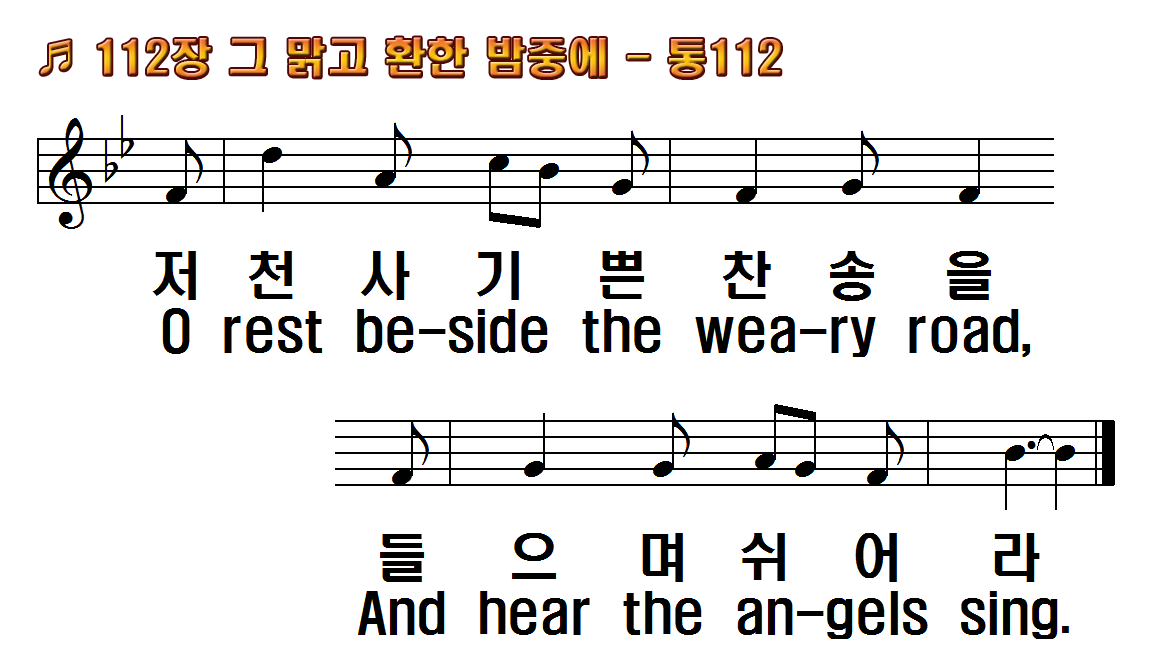 ♬ 112장 그 맑고 환한 밤중에 - 통112
저 천 사 기 쁜 찬 송 을
O rest be-side the wea-ry road,
들 으 며 쉬 어 라
And hear the an-gels sing.